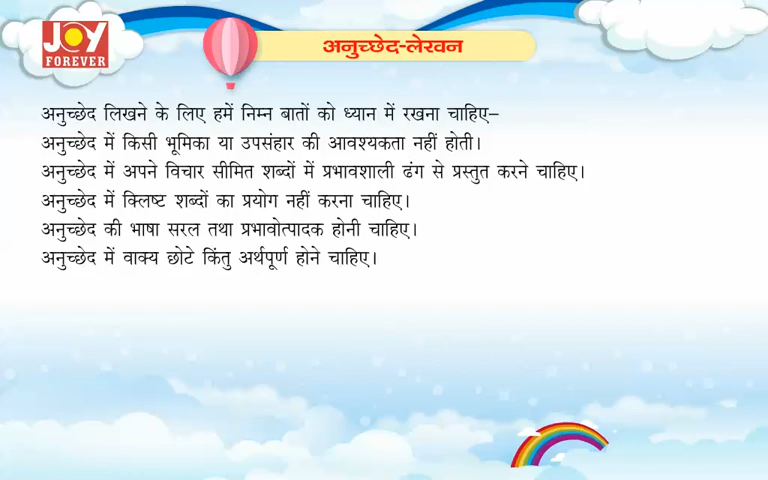 JOY
FOREVER
अनुच्छेद-लेखन
अनुच्छेद लिखने के लिए हमें निम्न बातों को ध्यान में रखना चाहिए–
अनुच्छेद में किसी भूमिका या उपसंहार की आवश्यकता नहीं होती।
अनुच्छेद में अपने विचार सीमित शब्दों में प्रभावशाली ढंग से प्रस्तुत करने चाहिए।
अनुच्छेद में क्लिष्ट शब्दों का प्रयोग नहीं करना चाहिए।
अनुच्छेद की भाषा सरल तथा प्रभावोत्पादक होनी चाहिए।
अनुच्छेद में वाक्य छोटे किंतु अर्थपूर्ण होने चाहिए।